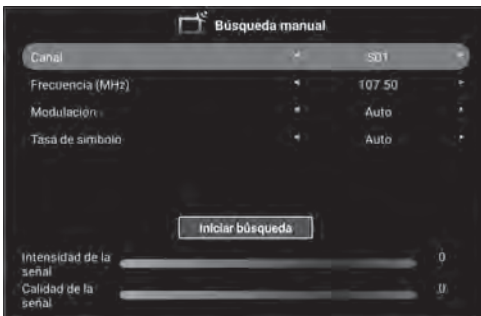 Búsqueda manual
Canal S01
Frecuencia (MHz) 107.50
Modulación Auto
Tasa de símbolo Auto
Iniciar búsqueda
Intensidad de la 0
señal
Calidad de la 0
señal